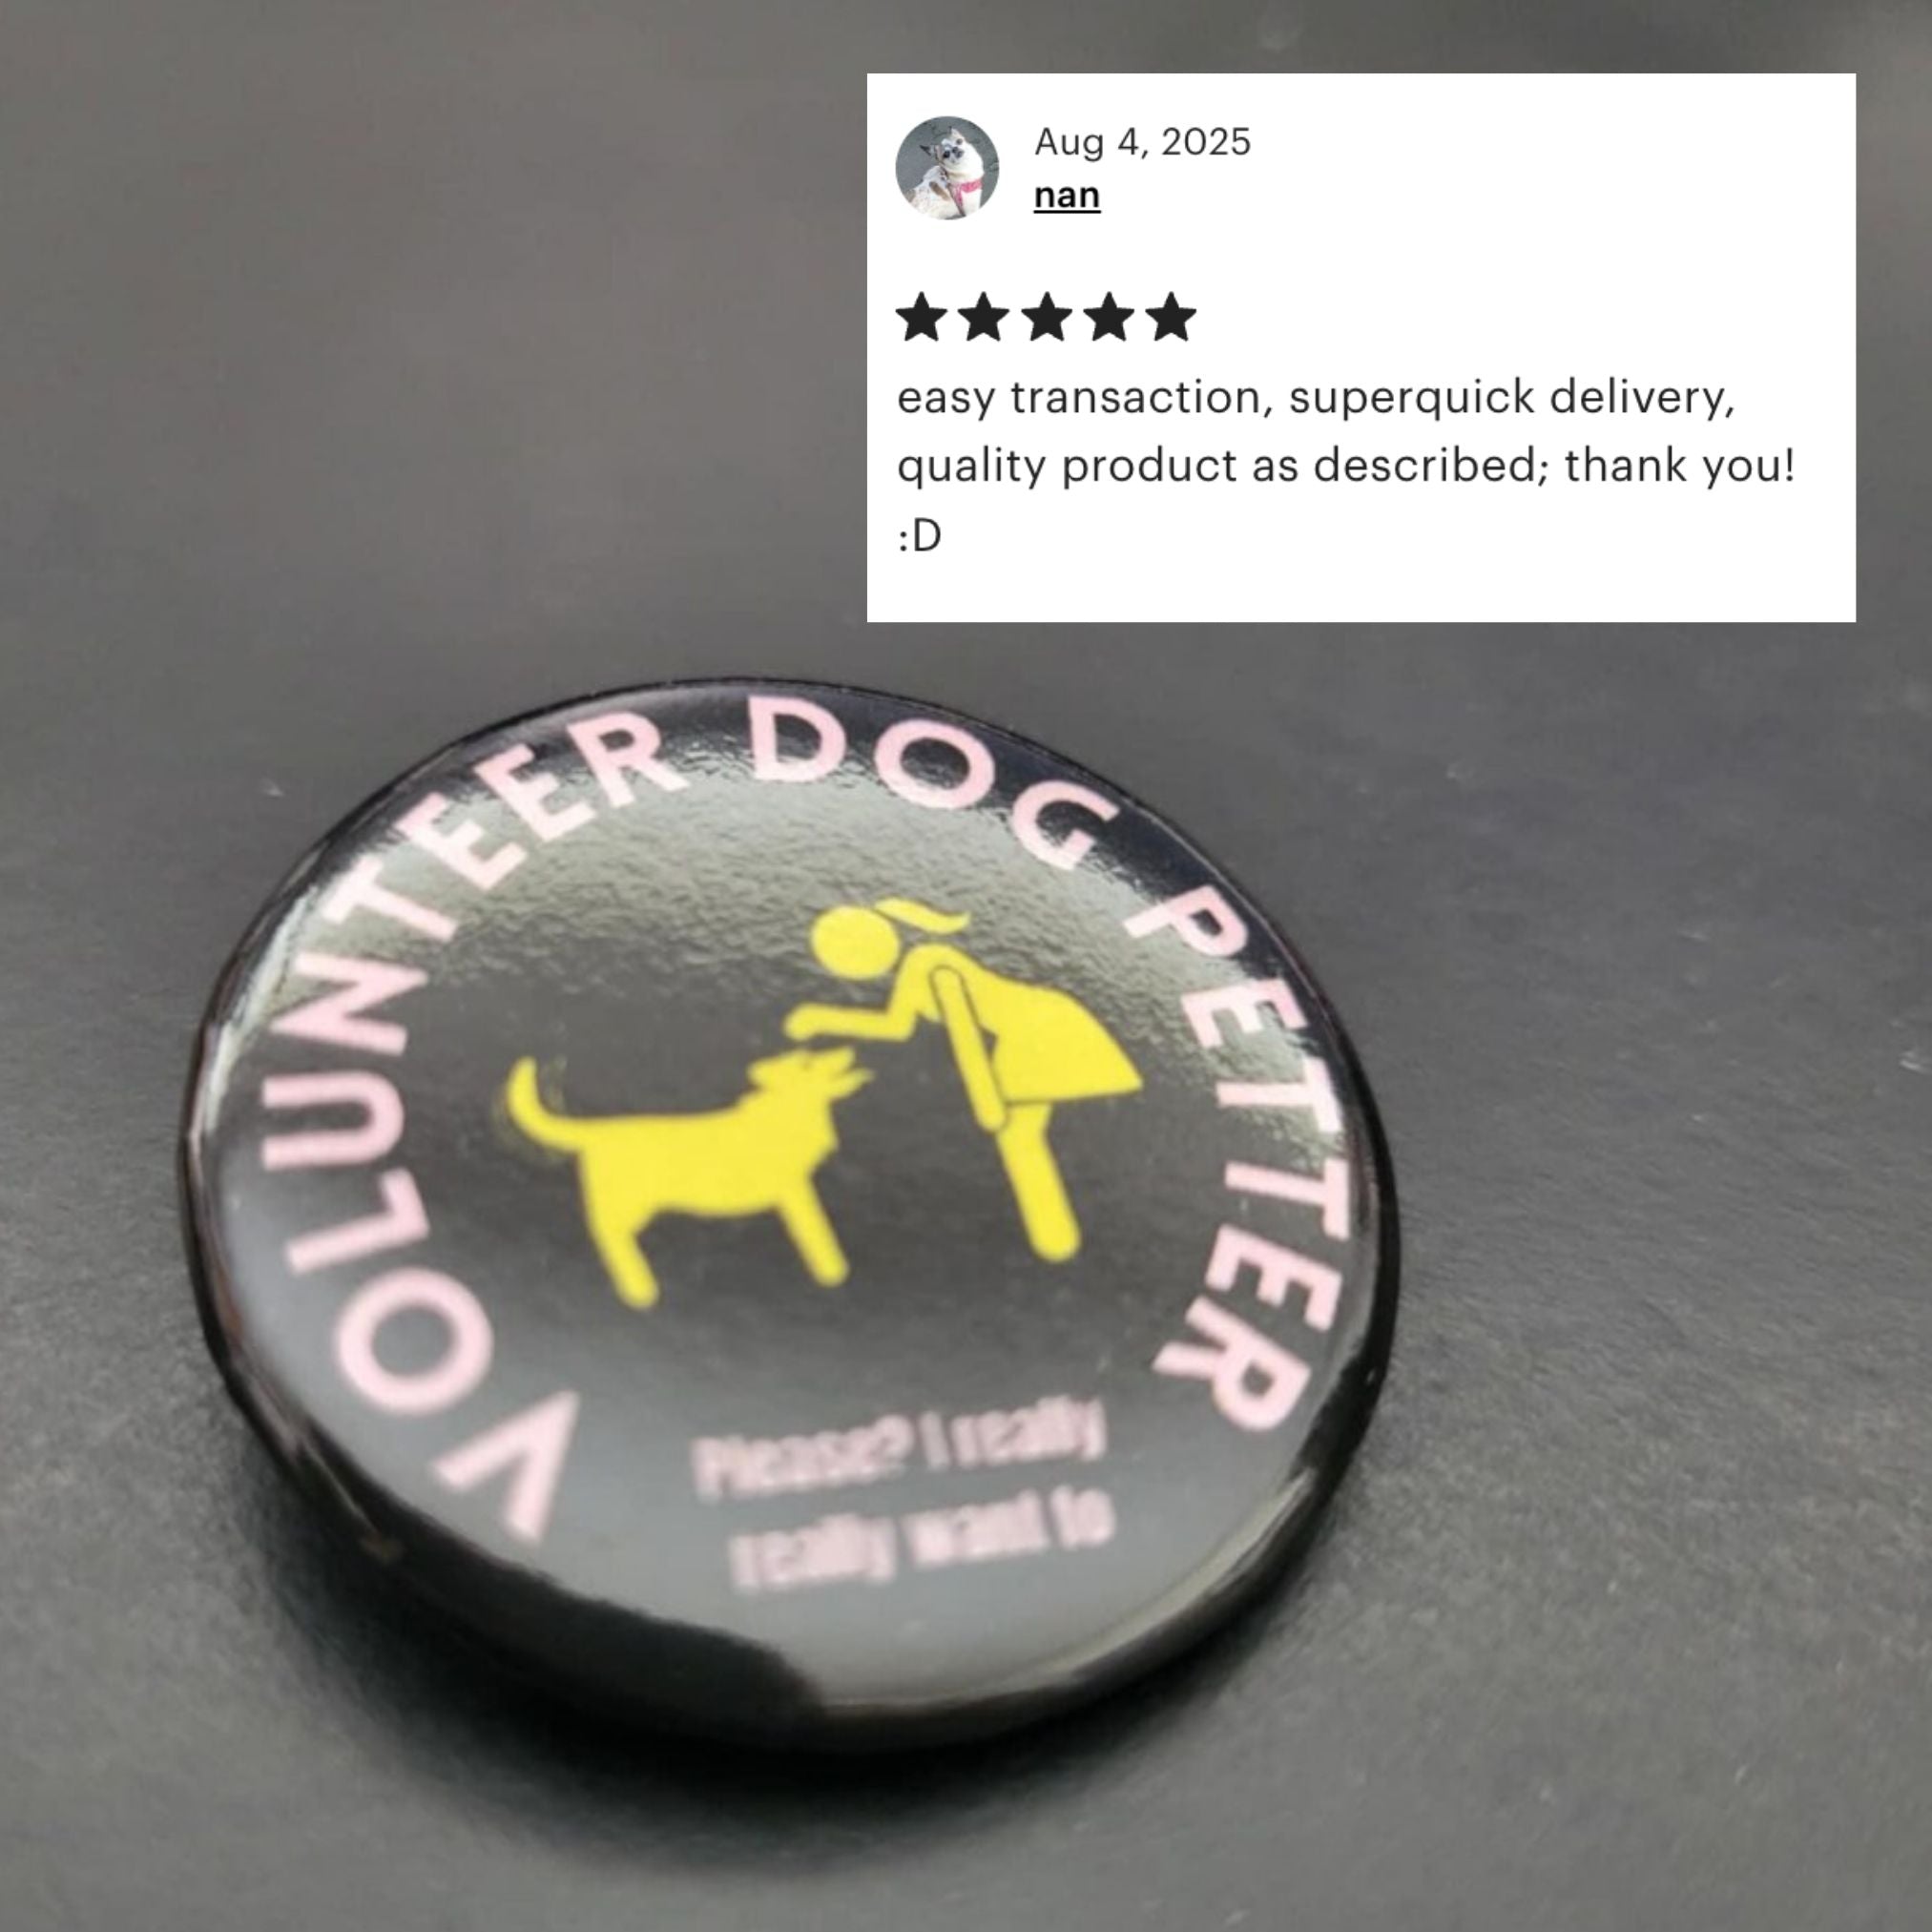 Aug 4, 2025
nan
★★★★★
easy transaction, superquick delivery,
quality product as described; thank you!
:D
VOLUNTEER DOG PETTER
Please? I really
really want to